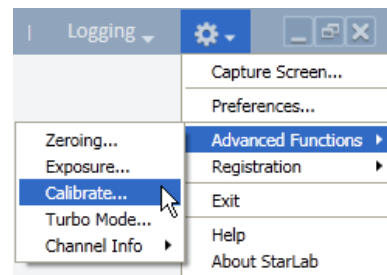 Logging
Capture Screen...
Preferences...
Advanced Functions
Registration
Exit
Help
About StarLab
Zeroing...
Exposure...
Calibrate...
Turbo Mode...
Channel Info